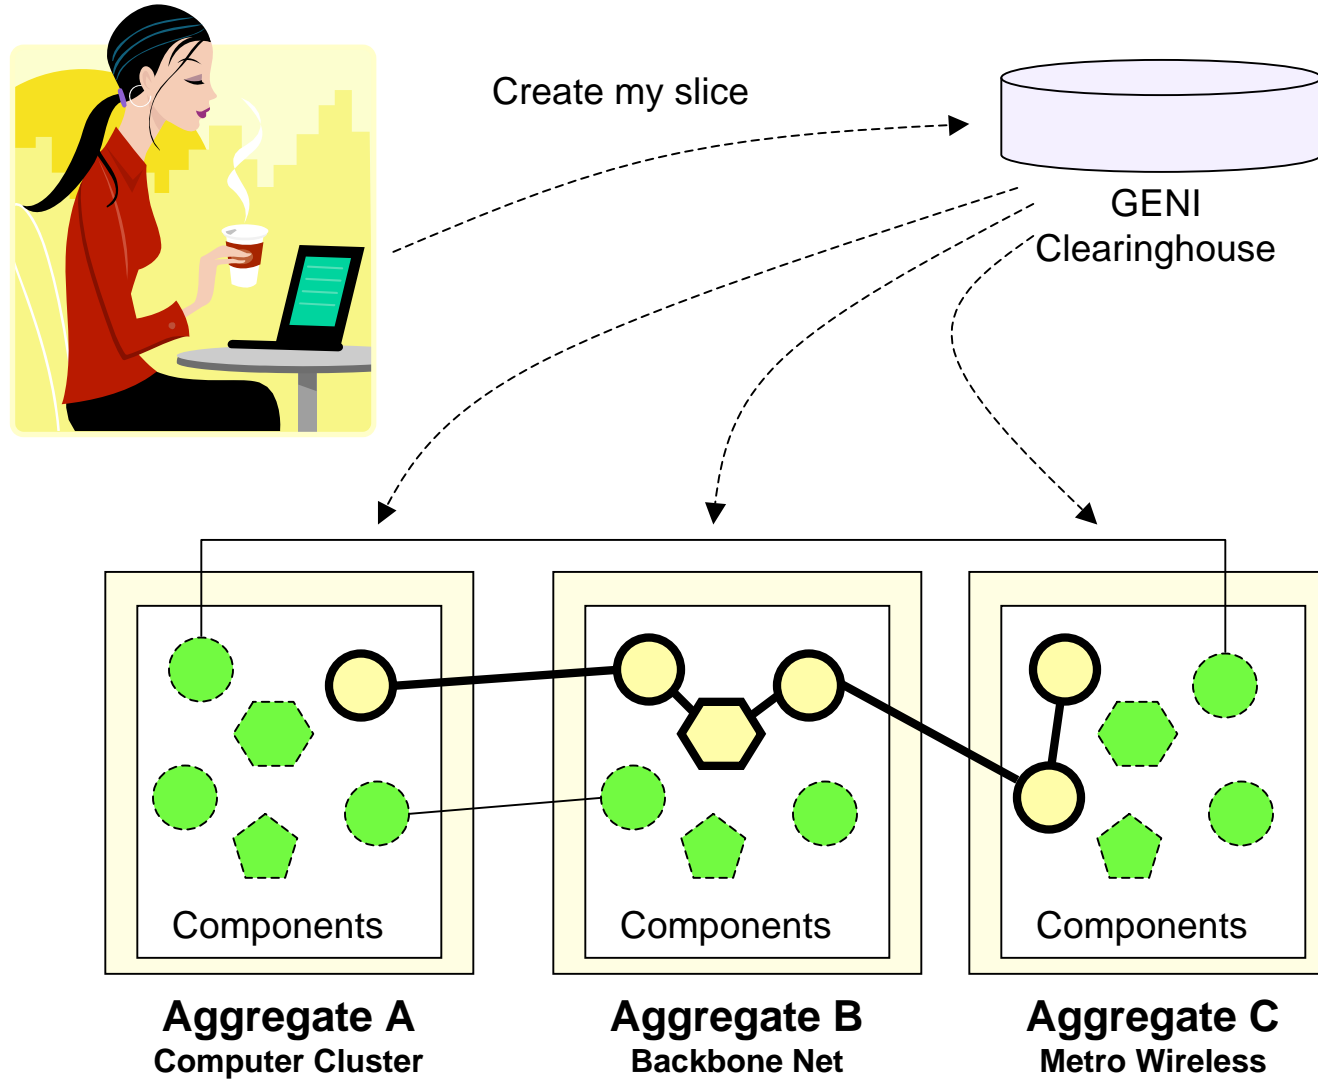 Create my slice
GENI
Clearinghouse
Components
Components
Components
Aggregate A
Computer Cluster
Aggregate B
Backbone Net
Aggregate C
Metro Wireless